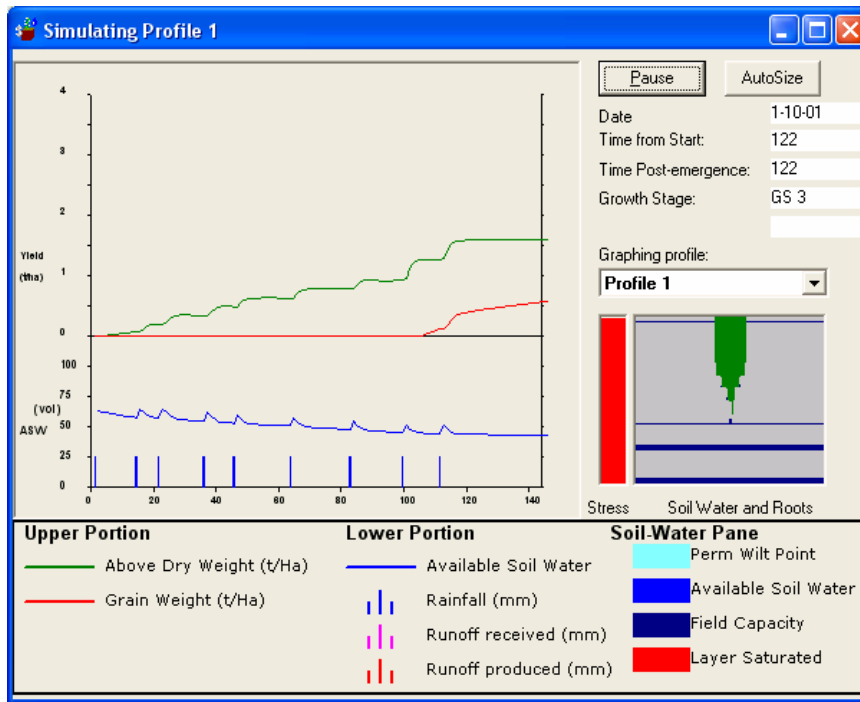 Simulating Profile 1
Pause
AutoSize
Date 1-10-01
Time from Start: 122
Time Post-emergence: 122
Growth Stage: GS 3
Graphing profile:
Profile 1
4
3
2
Yield
(t/ha)
1
0
100
75
(vol)
ASW
50
25
0
0 20 40 60 80 100 120 140
Stress Soil Water and Roots
Upper Portion
Above Dry Weight (t/Ha)
Grain Weight (t/Ha)
Lower Portion
Available Soil Water
Rainfall (mm)
Runoff received (mm)
Runoff produced (mm)
Soil-Water Pane
Perm Wilt Point
Available Soil Water
Field Capacity
Layer Saturated